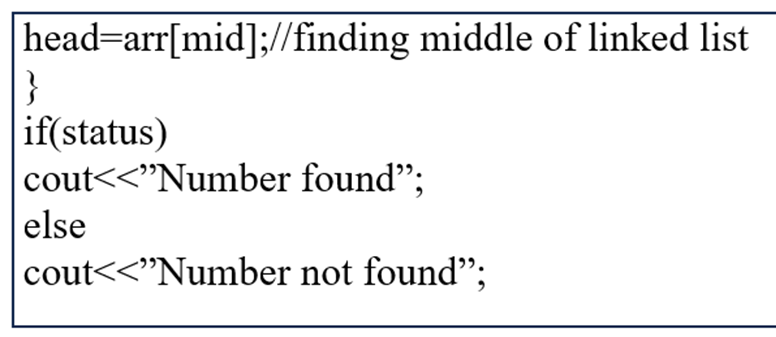 head=arr[mid];//finding middle of linked list
}
if(status)
cout<<”Number found”;
else
cout<<”Number not found”;